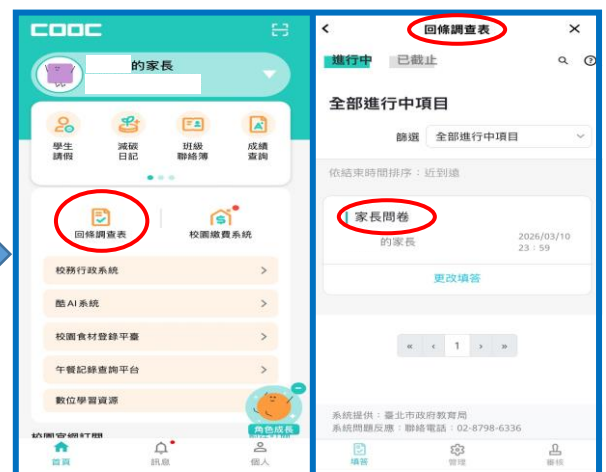 COOC
的家長
學生
請假
減碳
日記
班級
聯絡簿
成績
查詢
回條調查表
校園繳費系統
校務行政系統
酷AI系統
校園食材登錄平臺
午餐記錄查詢平台
數位學習資源
角色成長
首頁
訊息
個人
回條調查表
進行中
已截止
全部進行中項目
篩選
全部進行中項目
依結束時間排序：近到遠
家長問卷
的家長
2026/03/10
23：59
更改填答
« ‹ 1 › »
系統提供：臺北市政府教育局
系統問題反應：聯絡電話：02-8798-6336
填答
管理
審核